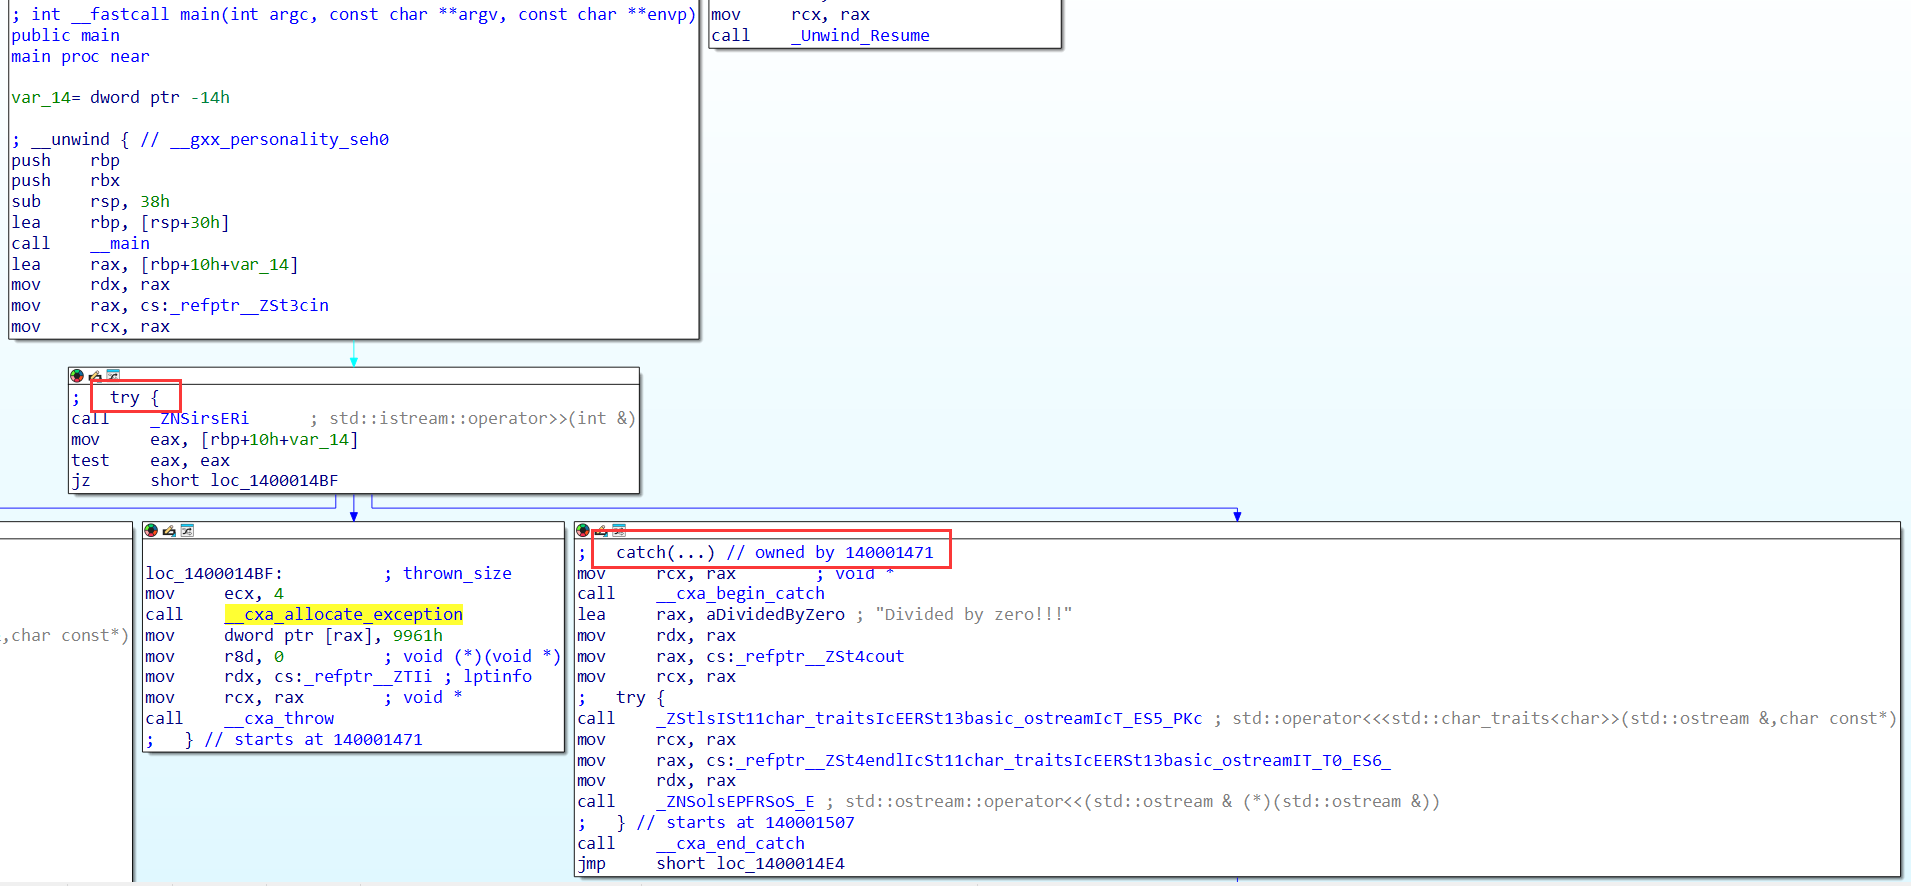 ; int __fastcall main(int argc, const char **argv, const char **envp)
public main
main proc near
var_14= dword ptr -14h
; __unwind { // __gxx_personality_seh0
push rbp
push rbx
sub rsp, 38h
lea rbp, [rsp+30h]
call __main
lea rax, [rbp+10h+var_14]
mov rdx, rax
mov rax, cs:_refptr__ZSt3cin
mov rcx, rax
mov rcx, rax
call _Unwind_Resume
; try {
call _ZNSirsERi ; std::istream::operator>>(int &)
mov eax, [rbp+10h+var_14]
test eax, eax
jz short loc_1400014BF
,char const*)
loc_1400014BF: ; thrown_size
mov ecx, 4
call __cxa_allocate_exception
mov dword ptr [rax], 9961h
mov r8d, 0 ; void (*)(void *)
mov rdx, cs:_refptr__ZTIi ; lptinfo
mov rcx, rax ; void *
call __cxa_throw
; } // starts at 140001471
; catch(...) // owned by 140001471
mov rcx, rax ; void *
call __cxa_begin_catch
lea rax, aDividedByZero ; "Divided by zero!!!"
mov rdx, rax
mov rax, cs:_refptr__ZSt4cout
mov rcx, rax
; try {
call _ZStlsISt11char_traitsIcEERSt13basic_ostreamIcT_ES5_PKc ; std::operator<<<std::char_traits<char>>(std::ostream &,char const*)
mov rcx, rax
mov rax, cs:_refptr__ZSt4endlIcSt11char_traitsIcEERSt13basic_ostreamIT_T0_ES6_
mov rdx, rax
call _ZNSolsEPFRSoS_E ; std::ostream::operator<<(std::ostream & (*)(std::ostream &))
; } // starts at 140001507
call __cxa_end_catch
jmp short loc_1400014E4